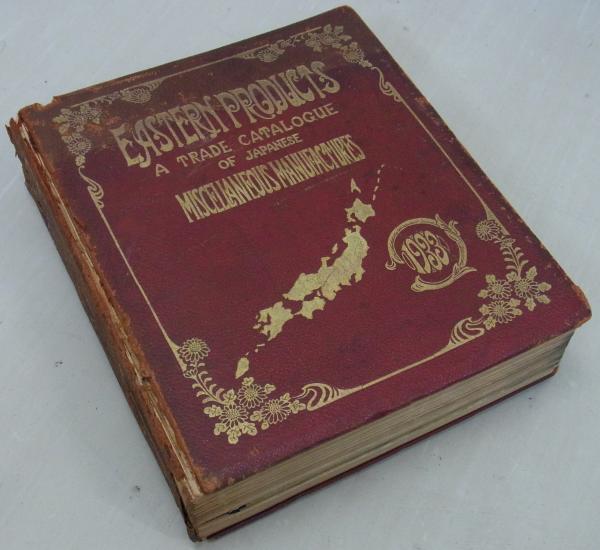 EASTERN PRODUCTS
A TRADE CATALOGUE
OF JAPANESE
MISCELLANEOUS MANUFACTURES
1933